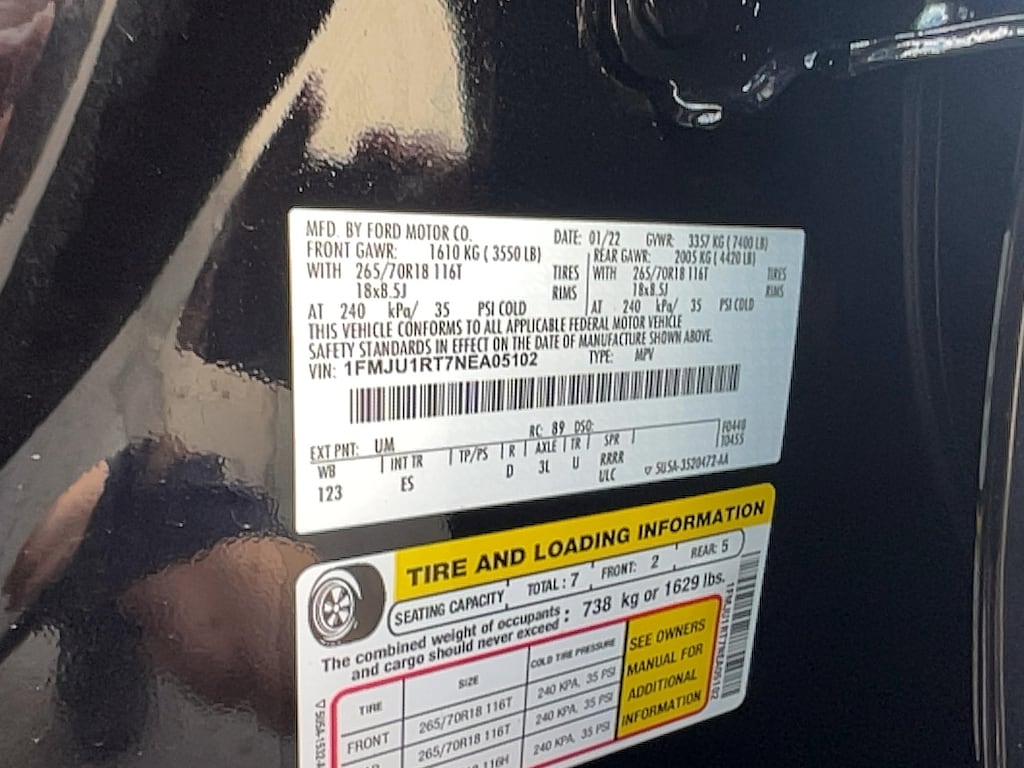 MFD. BY FORD MOTOR CO. DATE: 01/22 GVWR: 3357 KG ( 7400 LB)
FRONT GAWR: 1610 KG ( 3550 LB) REAR GAWR: 2005 KG ( 4420 LB)
WITH 265/70R18 116T TIRES WITH 265/70R18 116T TIRES
18x8.5J RIMS 18x8.5J RIMS
AT 240 kPa/ 35 PSI COLD AT 240 kPa/ 35 PSI COLD
THIS VEHICLE CONFORMS TO ALL APPLICABLE FEDERAL MOTOR VEHICLE
SAFETY STANDARDS IN EFFECT ON THE DATE OF MANUFACTURE SHOWN ABOVE.
VIN: 1FMJU1RT7NEA05102 TYPE: MPV
EXT PNT: UM RC: 89 DSO: F0440
WB INT TR TP/PS R AXLE TR SPR T0455
123 ES D 3L U RRRR
ULC ▽ 5U5A-3520472-AA
TIRE AND LOADING INFORMATION
SEATING CAPACITY TOTAL : 7 FRONT: 2 REAR: 5
The combined weight of occupants : 738 kg or 1629 lbs.
and cargo should never exceed
TIRE SIZE COLD TIRE PRESSURE
FRONT 265/70R18 116T 240 KPA, 35 PSI
265/70R18 116T 240 KPA, 35 PSI
116H 240 KPA, 35 PSI
SEE OWNERS
MANUAL FOR
ADDITIONAL
INFORMATION
1FMJU1RT7NEA05102